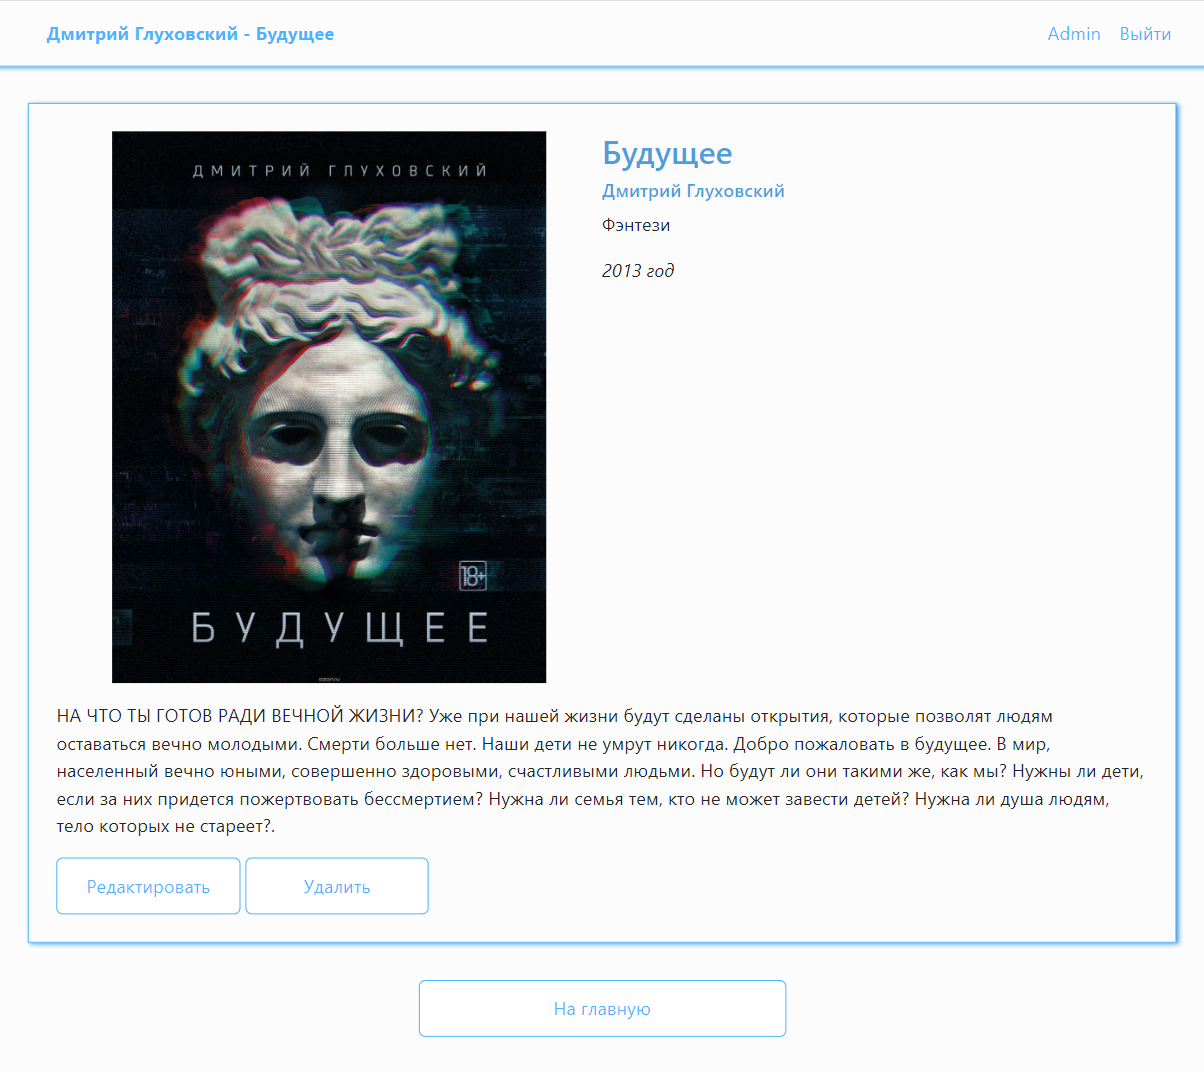 Дмитрий Глуховский - Будущее
Admin Выйти
ДМИТРИЙ ГЛУХОВСКИЙ
18+
БУДУЩЕЕ
Будущее
Дмитрий Глуховский
Фэнтези
2013 год
НА ЧТО ТЫ ГОТОВ РАДИ ВЕЧНОЙ ЖИЗНИ? Уже при нашей жизни будут сделаны открытия, которые позволят людям
оставаться вечно молодыми. Смерти больше нет. Наши дети не умрут никогда. Добро пожаловать в будущее. В мир,
населенный вечно юными, совершенно здоровыми, счастливыми людьми. Но будут ли они такими же, как мы? Нужны ли дети,
если за них придется пожертвовать бессмертием? Нужна ли семья тем, кто не может завести детей? Нужна ли душа людям,
тело которых не стареет?.
Редактировать Удалить
На главную